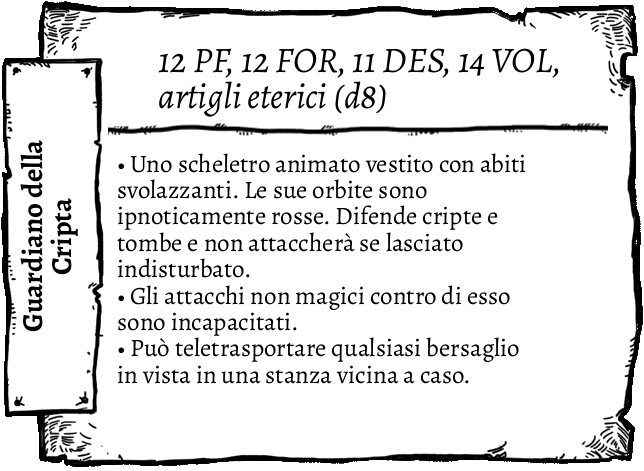 Guardiano della
Cripta
12 PF, 12 FOR, 11 DES, 14 VOL,
artigli eterici (d8)
• Uno scheletro animato vestito con abiti
svolazzanti. Le sue orbite sono
ipnoticamente rosse. Difende cripte e
tombe e non attaccherà se lasciato
indisturbato.
• Gli attacchi non magici contro di esso
sono incapacitati.
• Può teletrasportare qualsiasi bersaglio
in vista in una stanza vicina a caso.